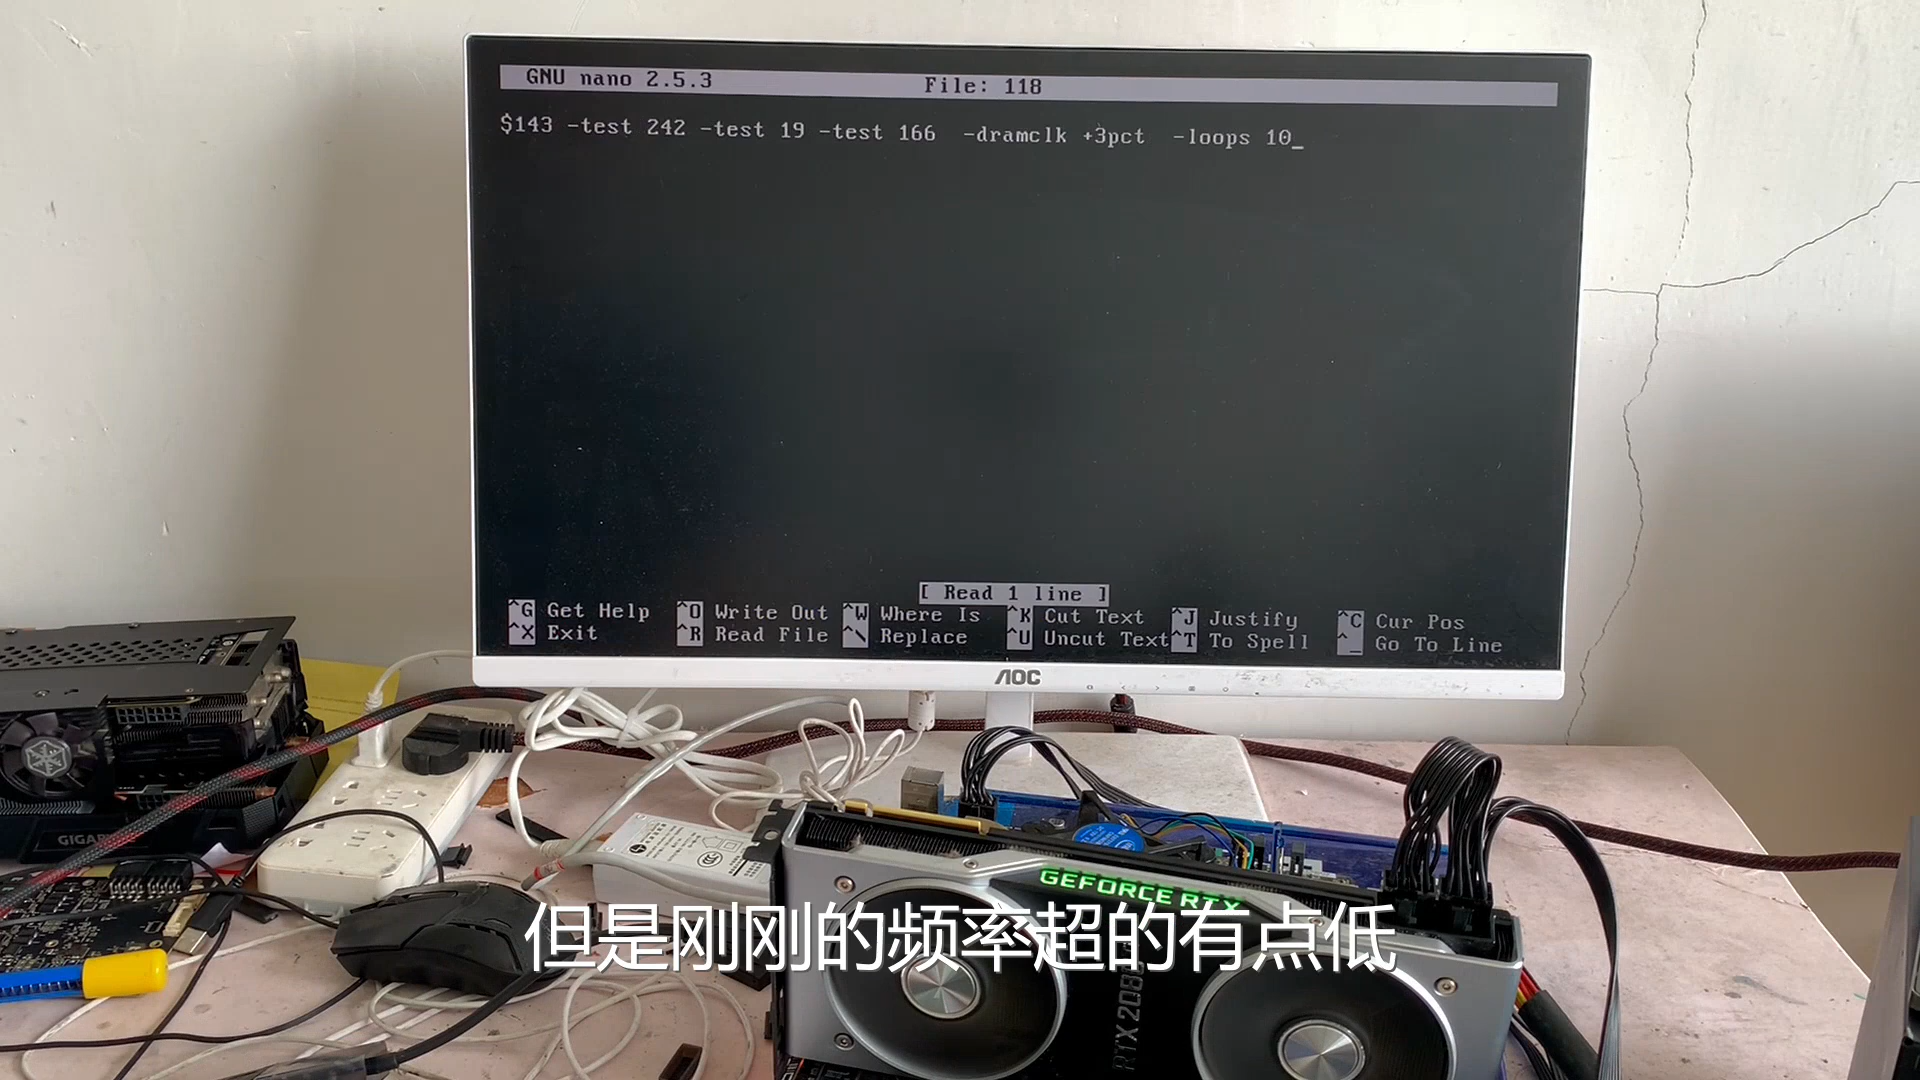 GNU nano 2.5.3 File: 118
$143 -test 242 -test 19 -test 166 -dramclk +3pct -loops 10_
[ Read 1 line ]
^G Get Help ^O Write Out ^W Where Is ^K Cut Text ^J Justify ^C Cur Pos
^X Exit ^R Read File ^\ Replace ^U Uncut Text ^T To Spell ^_ Go To Line
AOC
GEFORCE RTX
RTX 2080
但是刚刚的频率超的有点低